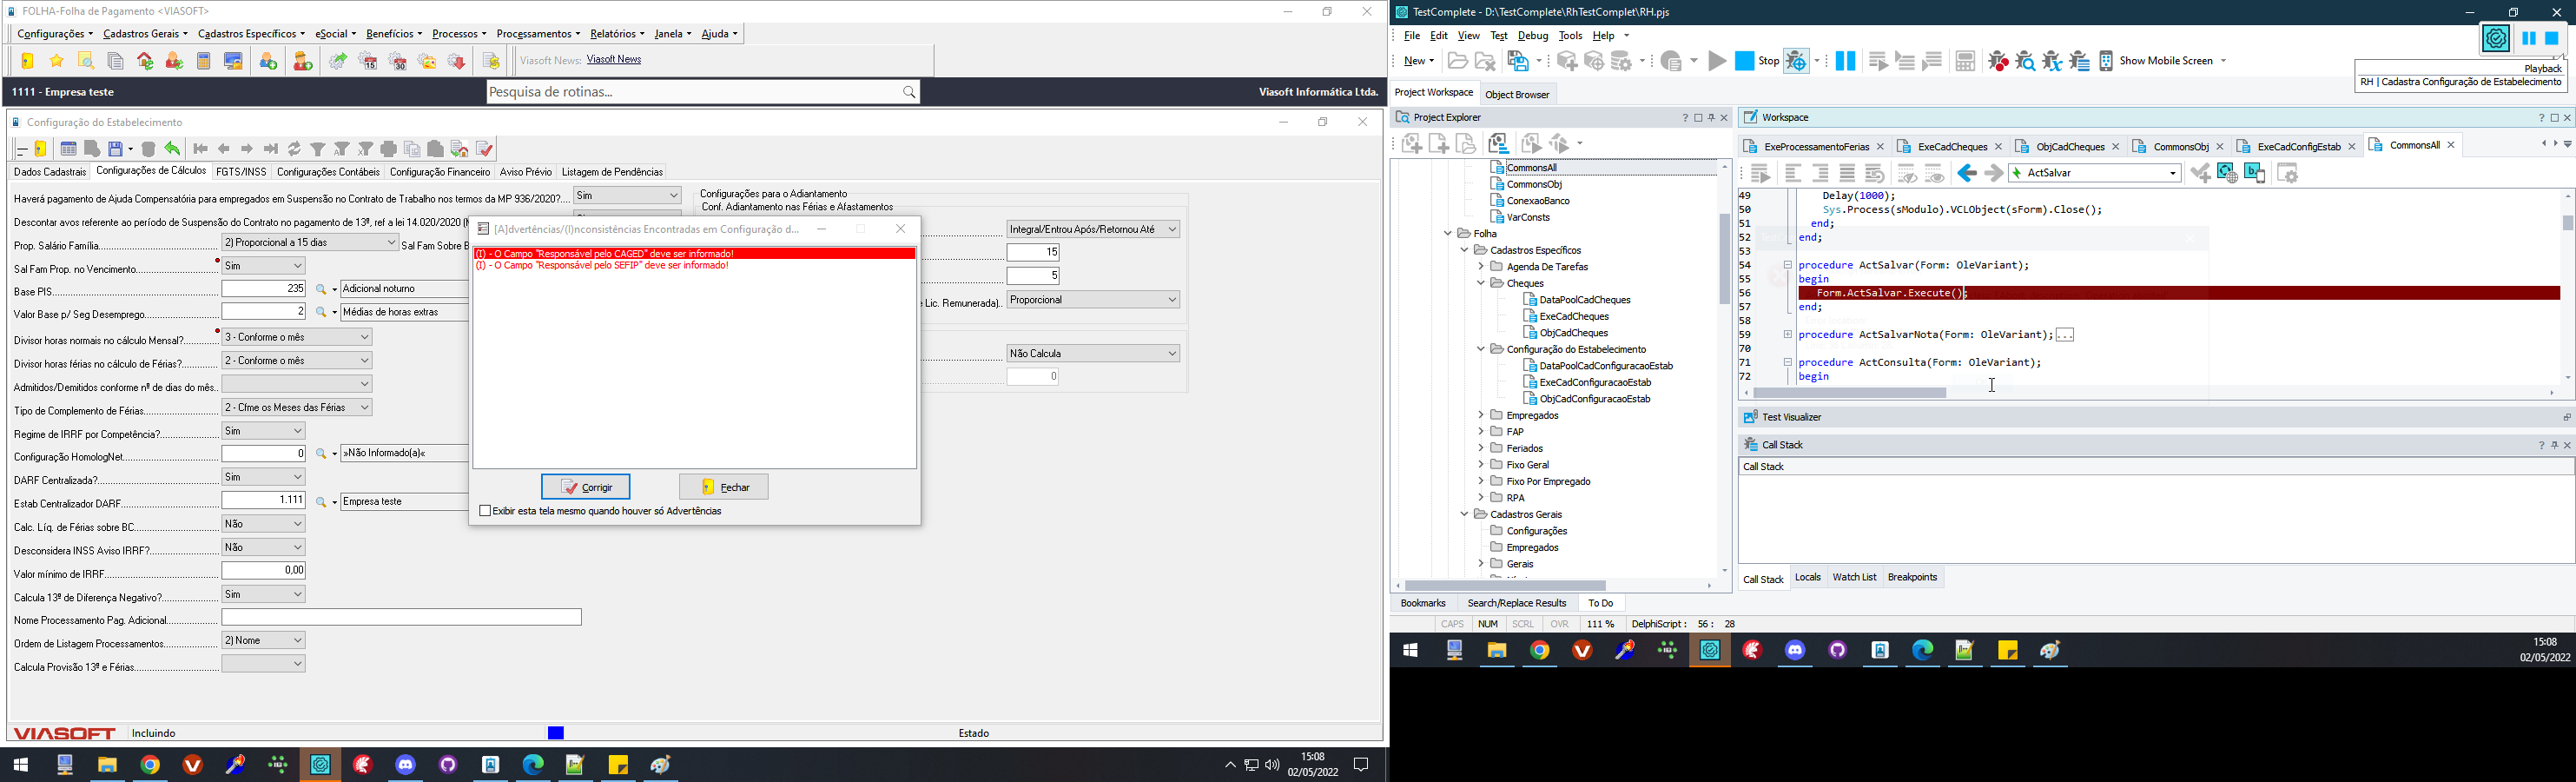 FOLHA-Folha de Pagamento <VIASOFT>
Configurações Cadastros Gerais Cadastros Específicos eSocial Benefícios Processos Processamentos Relatórios Janela Ajuda
Viasoft News: Viasoft News
1111 - Empresa teste
Pesquisa de rotinas...
Viasoft Informática Ltda.
Configuração do Estabelecimento
Dados Cadastrais Configurações de Cálculos FGTS/INSS Configurações Contábeis Configuração Financeiro Aviso Prévio Listagem de Pendências
Haverá pagamento de Ajuda Compensatória para empregados em Suspensão no Contrato de Trabalho nos termos da MP 936/2020?.... Sim
Descontar avos referente ao período de Suspensão do Contrato no pagamento de 13º, ref a lei 14.020/2020
Prop. Salário Família 2) Proporcional a 15 dias Sal Fam Sobre B
Sal Fam Prop. no Vencimento Sim
Base PIS 235 Adicional noturno
Valor Base p/ Seg Desemprego 2 Médias de horas extras
Divisor horas normais no cálculo Mensal? 3 - Conforme o mês
Divisor horas férias no cálculo de Férias? 2 - Conforme o mês
Admitidos/Demitidos conforme nº de dias do mês..
Tipo de Complemento de Férias 2 - Cfme os Meses das Férias
Regime de IRRF por Competência? Sim
Configuração HomologNet 0 »Não Informado(a)«
DARF Centralizada? Sim
Estab Centralizador DARF 1.111 Empresa teste
Calc. Líq. de Férias sobre BC Não
Desconsidera INSS Aviso IRRF? Não
Valor mínimo de IRRF 0,00
Calcula 13º de Diferença Negativo? Sim
Nome Processamento Pag. Adicional
Ordem de Listagem Processamentos 2) Nome
Calcula Provisão 13º e Férias
Configurações para o Adiantamento
Conf. Adiantamento nas Férias e Afastamentos
Integral/Entrou Após/Retornou Até
15
5
e Lic. Remunerada).. Proporcional
Não Calcula
0
[A]dvertências/(I)nconsistências Encontradas em Configuração d...
(I) - O Campo "Responsável pelo CAGED" deve ser informado!
(I) - O Campo "Responsável pelo SEFIP" deve ser informado!
Corrigir Fechar
Exibir esta tela mesmo quando houver só Advertências
VIASOFT Incluindo Estado
15:08
02/05/2022
TestComplete - D:\TestComplete\RhTestComplet\RH.pjs
File Edit View Test Debug Tools Help
New Stop Show Mobile Screen
Playback
RH | Cadastra Configuração de Estabelecimento
Project Workspace Object Browser
Project Explorer
CommonsAll
CommonsObj
ConexaoBanco
VarConsts
Folha
Cadastros Específicos
Agenda De Tarefas
Cheques
DataPoolCadCheques
ExeCadCheques
ObjCadCheques
Configuração do Estabelecimento
DataPoolCadConfiguracaoEstab
ExeCadConfiguracaoEstab
ObjCadConfiguracaoEstab
Empregados
FAP
Feriados
Fixo Geral
Fixo Por Empregado
RPA
Cadastros Gerais
Configurações
Empregados
Gerais
Bookmarks Search/Replace Results To Do
Workspace
ExeProcessamentoFerias ExeCadCheques ObjCadCheques CommonsObj ExeCadConfigEstab CommonsAll
ActSalvar
49 Delay(1000);
50 Sys.Process(sModulo).VCLObject(sForm).Close();
51 end;
52 end;
53
54 procedure ActSalvar(Form: OleVariant);
55 begin
56 Form.ActSalvar.Execute();
57 end;
58
59 procedure ActSalvarNota(Form: OleVariant);...
70
71 procedure ActConsulta(Form: OleVariant);
72 begin
Test Visualizer
Call Stack
Call Stack
Call Stack Locals Watch List Breakpoints
CAPS NUM SCRL OVR 111 % DelphiScript : 56 : 28
15:08
02/05/2022